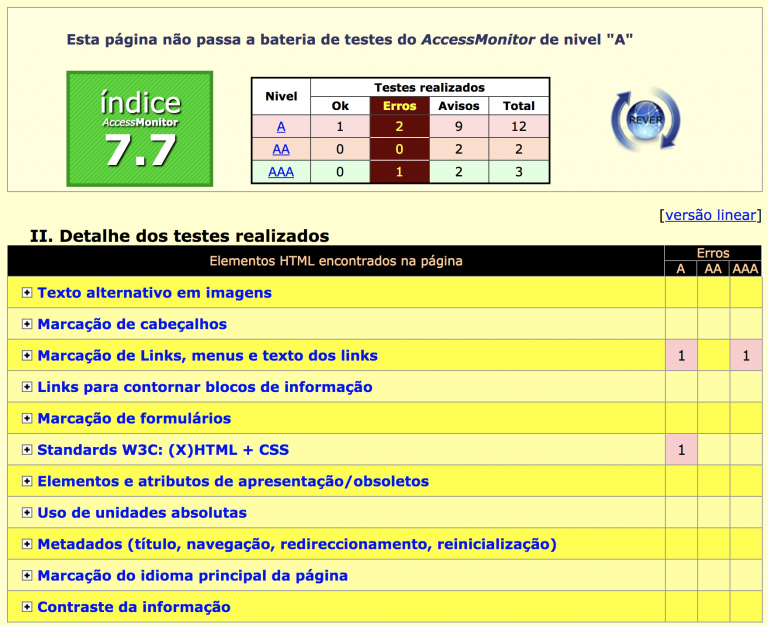 Esta página não passa a bateria de testes do AccessMonitor de nivel "A"
índice
AccessMonitor
7.7
Nivel Testes realizados
Ok Erros Avisos Total
A 1 2 9 12
AA 0 0 2 2
AAA 0 1 2 3
REVER
[versão linear]
II. Detalhe dos testes realizados
Elementos HTML encontrados na página Erros
A AA AAA
Texto alternativo em imagens
Marcação de cabeçalhos
Marcação de Links, menus e texto dos links 1 1
Links para contornar blocos de informação
Marcação de formulários
Standards W3C: (X)HTML + CSS 1
Elementos e atributos de apresentação/obsoletos
Uso de unidades absolutas
Metadados (título, navegação, redireccionamento, reinicialização)
Marcação do idioma principal da página
Contraste da informação